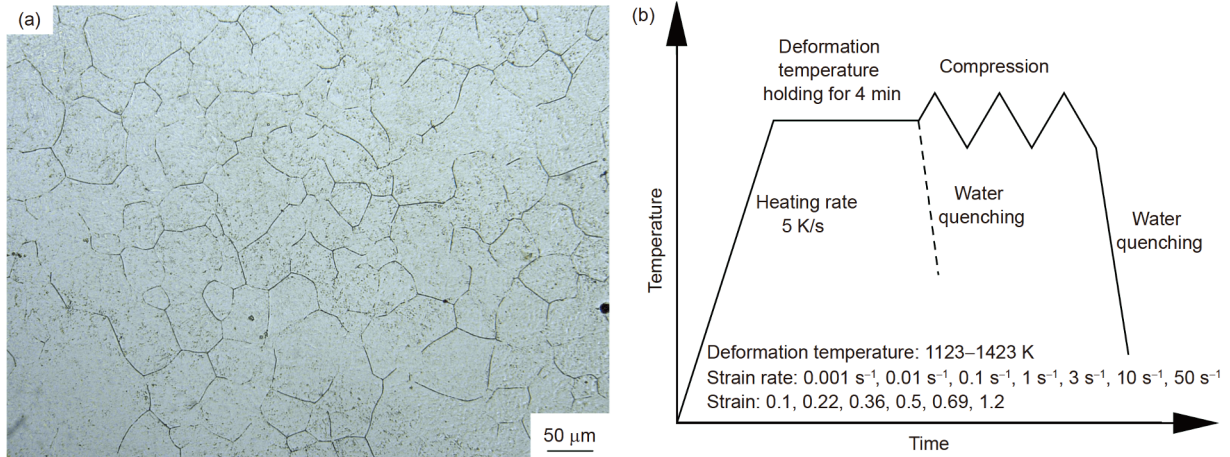 (a)
50 μm
(b)
Temperature
Deformation
temperature
holding for 4 min
Compression
Heating rate
5 K/s
Water
quenching
Water
quenching
Deformation temperature: 1123–1423 K
Strain rate: 0.001 s⁻¹, 0.01 s⁻¹, 0.1 s⁻¹, 1 s⁻¹, 3 s⁻¹, 10 s⁻¹, 50 s⁻¹
Strain: 0.1, 0.22, 0.36, 0.5, 0.69, 1.2
Time